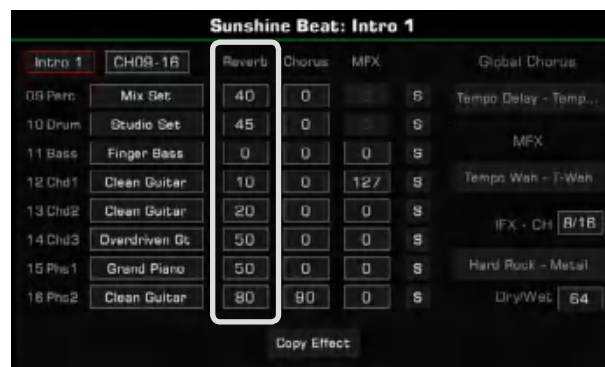 Sunshine Beat: Intro 1
Intro 1 CH09-16 Reverb Chorus MFX Global Chorus
09 Perc Mix Set 40 0 S Tempo Delay - Temp...
10 Drum Studio Set 45 0 S
MFX
11 Bass Finger Bass 0 0 0 S
12 Chd1 Clean Guitar 10 0 127 S Tempo Wah - T-Wah
13 Chd2 Clean Guitar 20 0 0 S
IFX - CH 8/16
14 Chd3 Overdriven Gt 50 0 0 S
15 Phs1 Grand Piano 50 0 0 S Hard Rock - Metal
16 Phs2 Clean Guitar 80 90 0 S Dry/Wet 64
Copy Effect